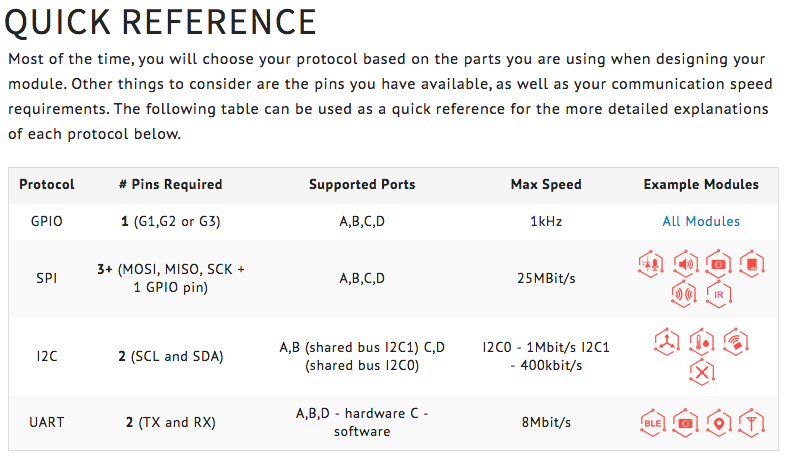 QUICK REFERENCE
Most of the time, you will choose your protocol based on the parts you are using when designing your
module. Other things to consider are the pins you have available, as well as your communication speed
requirements. The following table can be used as a quick reference for the more detailed explanations
of each protocol below.
Protocol # Pins Required Supported Ports Max Speed Example Modules
GPIO 1 (G1,G2 or G3) A,B,C,D 1kHz All Modules
SPI 3+ (MOSI, MISO, SCK + 1 GPIO pin) A,B,C,D 25MBit/s IR
I2C 2 (SCL and SDA) A,B (shared bus I2C1) C,D (shared bus I2C0) I2C0 - 1Mbit/s I2C1 - 400kbit/s
UART 2 (TX and RX) A,B,D - hardware C - software 8Mbit/s BLE